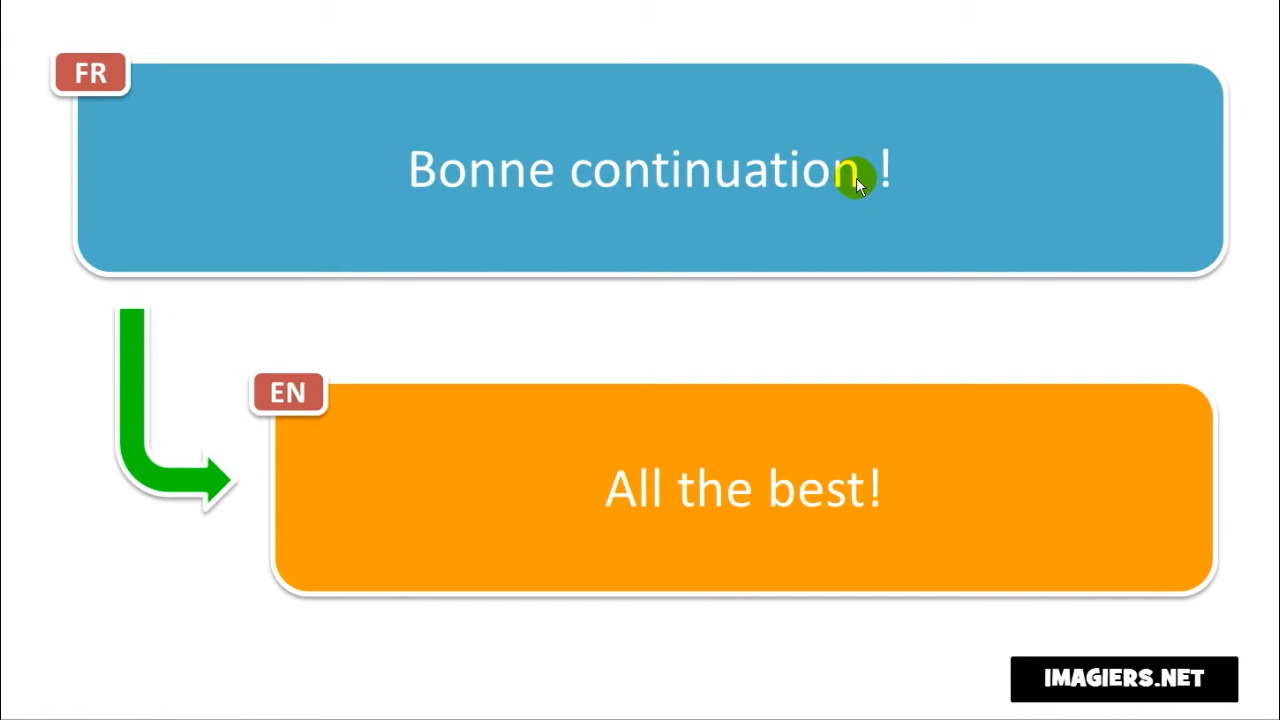 FR
Bonne continuation !
EN
All the best!
IMAGIERS.NET